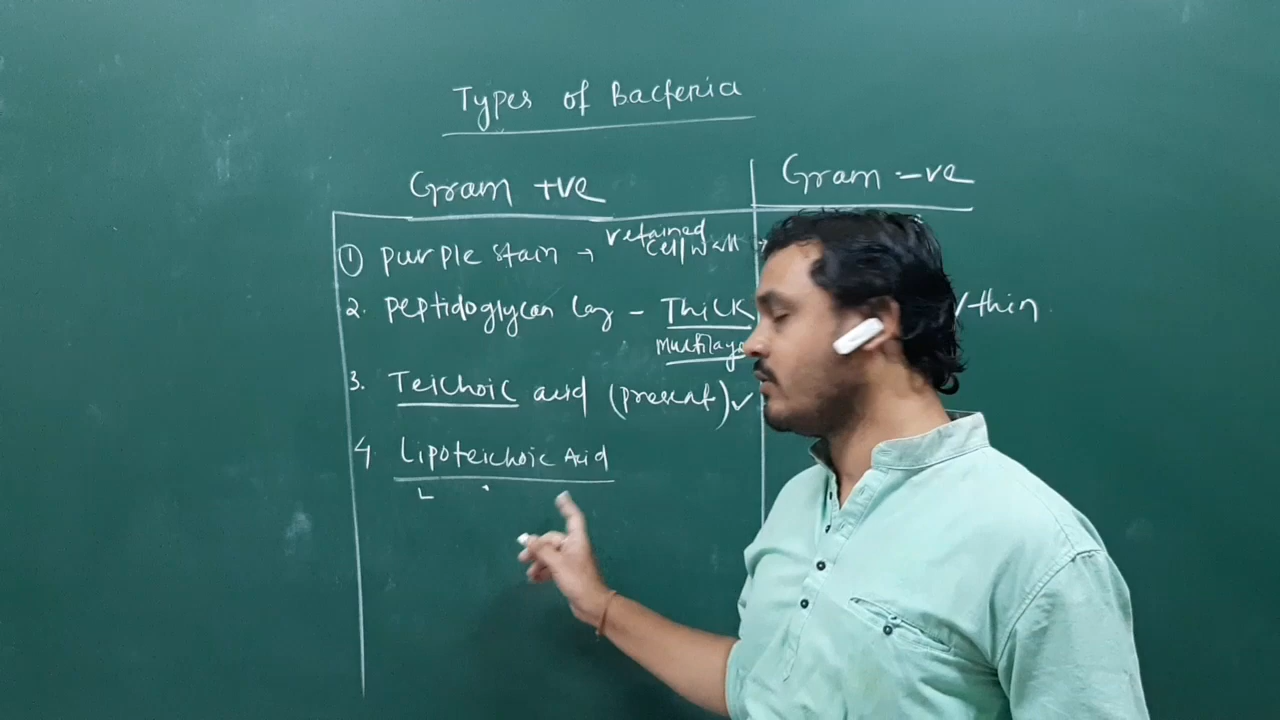 Types of Bacteria
Gram +ve
Gram -ve
① Purple stain → retained cell wall
2. Peptidoglycan lay - Thick
multilaye
thin
3. Teichoic acid (present) ✓
4. Lipoteichoic Acid
L